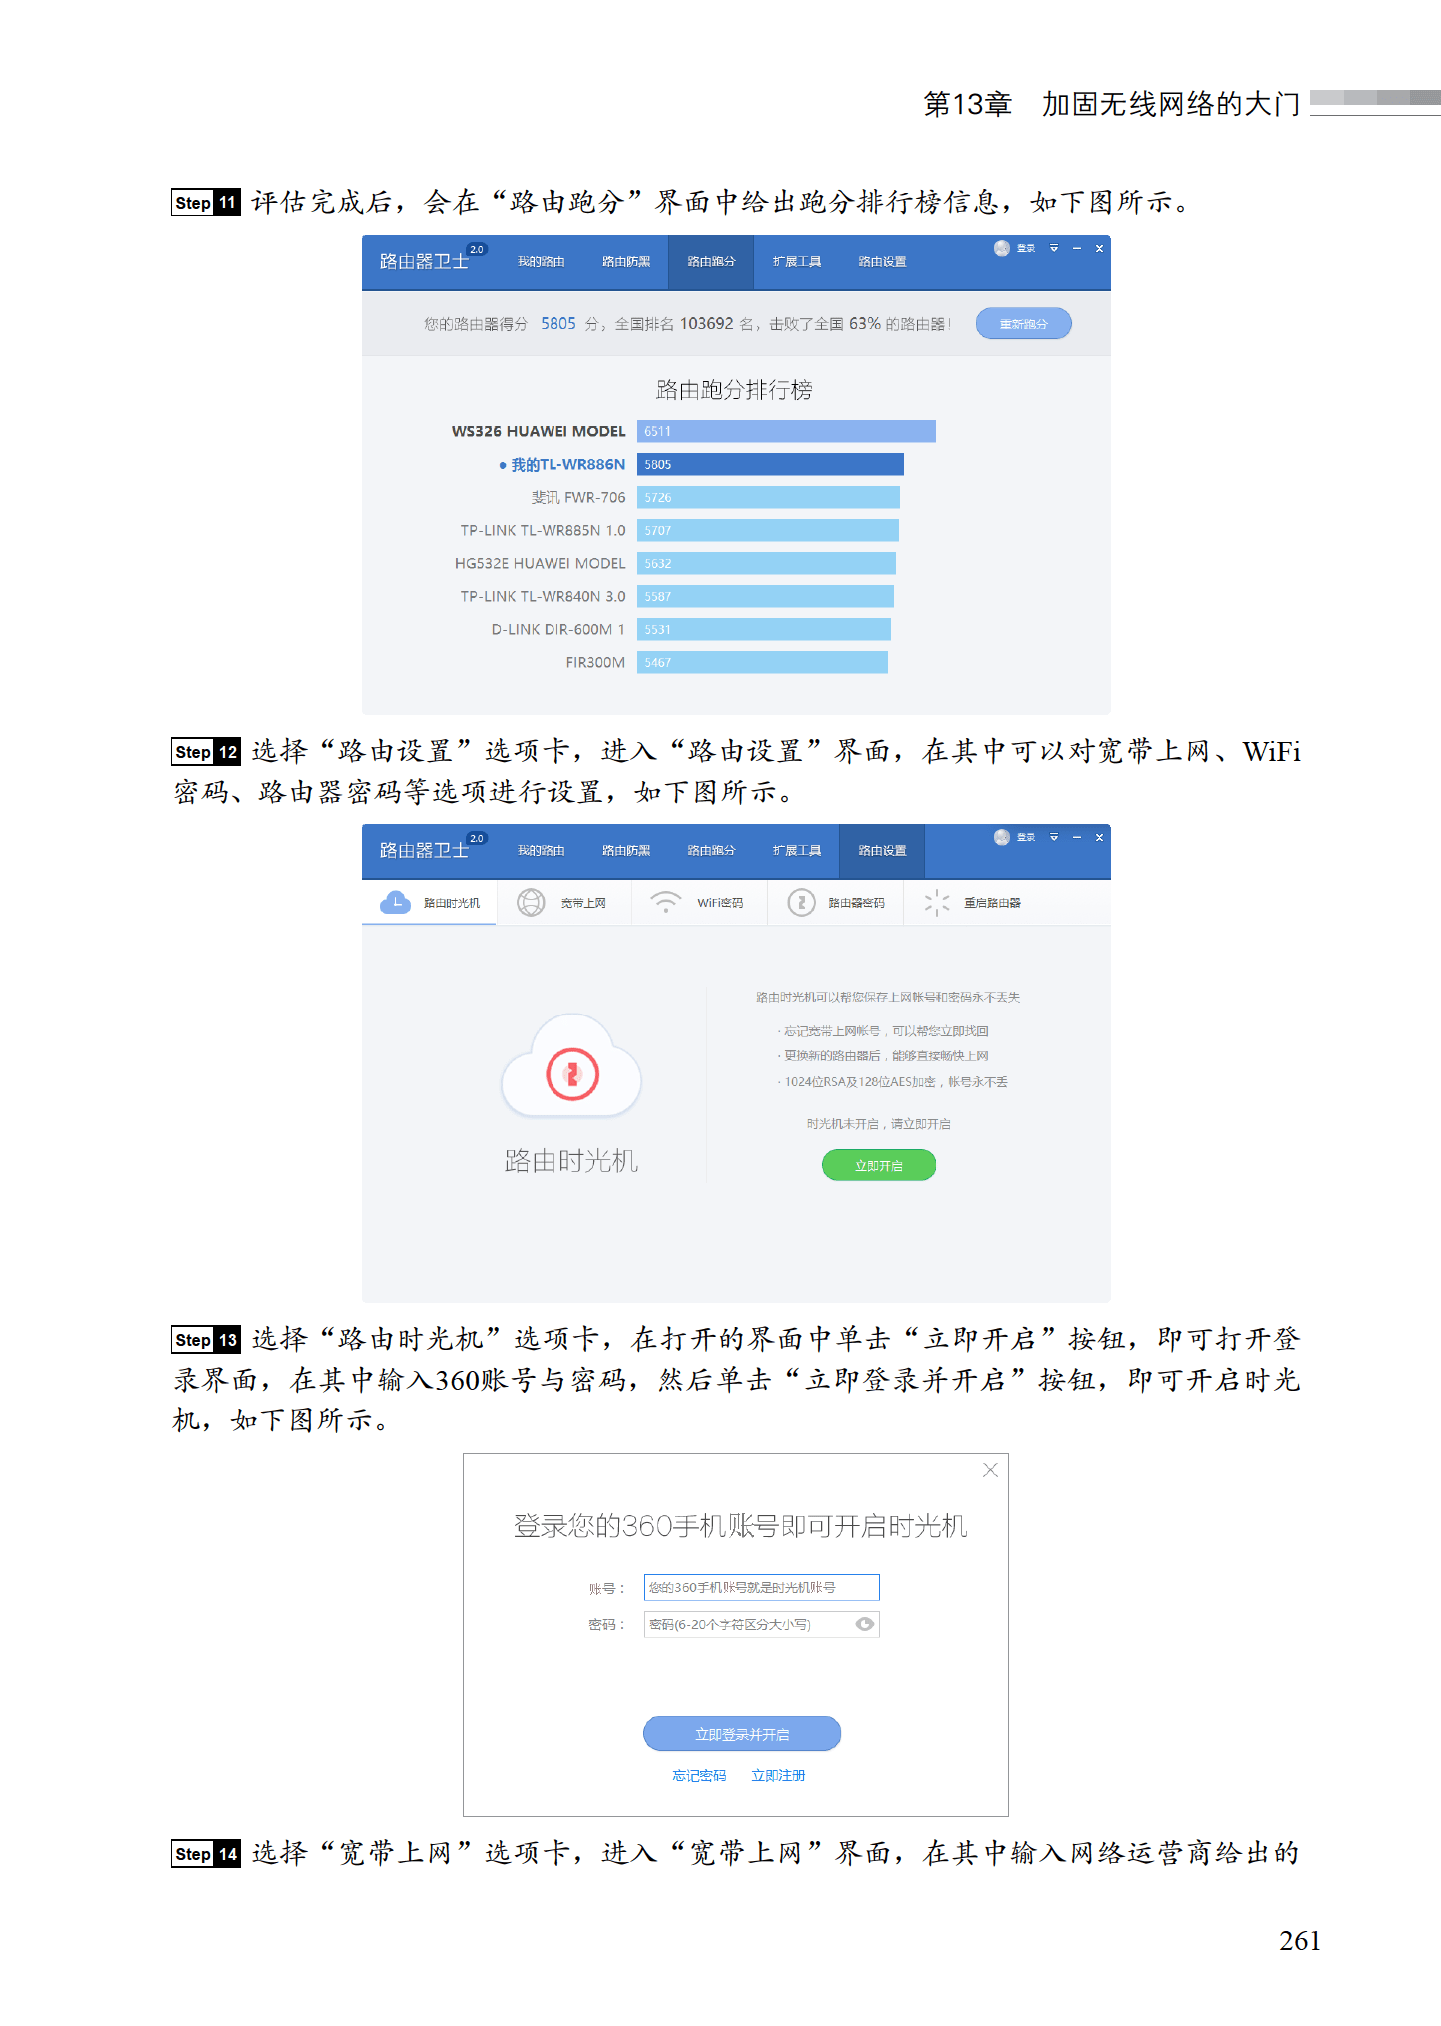 第13章　加固无线网络的大门
Step 11 评估完成后，会在“路由跑分”界面中给出跑分排行榜信息，如下图所示。
路由器卫士 2.0 我的路由 路由防黑 路由跑分 扩展工具 路由设置 登录
您的路由器得分 5805 分，全国排名 103692 名，击败了全国 63% 的路由器！ 重新跑分
路由跑分排行榜
WS326 HUAWEI MODEL 6511
● 我的TL-WR886N 5805
斐讯 FWR-706 5726
TP-LINK TL-WR885N 1.0 5707
HG532E HUAWEI MODEL 5632
TP-LINK TL-WR840N 3.0 5587
D-LINK DIR-600M 1 5531
FIR300M 5467
Step 12 选择“路由设置”选项卡，进入“路由设置”界面，在其中可以对宽带上网、WiFi
密码、路由器密码等选项进行设置，如下图所示。
路由器卫士 2.0 我的路由 路由防黑 路由跑分 扩展工具 路由设置 登录
路由时光机 宽带上网 WiFi密码 路由器密码 重启路由器
路由时光机可以帮您保存上网帐号和密码永不丢失
· 忘记宽带上网帐号，可以帮您立即找回
· 更换新的路由器后，能够直接畅快上网
· 1024位RSA及128位AES加密，帐号永不丢
时光机未开启，请立即开启
路由时光机
立即开启
Step 13 选择“路由时光机”选项卡，在打开的界面中单击“立即开启”按钮，即可打开登
录界面，在其中输入360账号与密码，然后单击“立即登录并开启”按钮，即可开启时光
机，如下图所示。
登录您的360手机账号即可开启时光机
账号： 您的360手机账号就是时光机账号
密码： 密码(6-20个字符区分大小写)
立即登录并开启
忘记密码 立即注册
Step 14 选择“宽带上网”选项卡，进入“宽带上网”界面，在其中输入网络运营商给出的
261